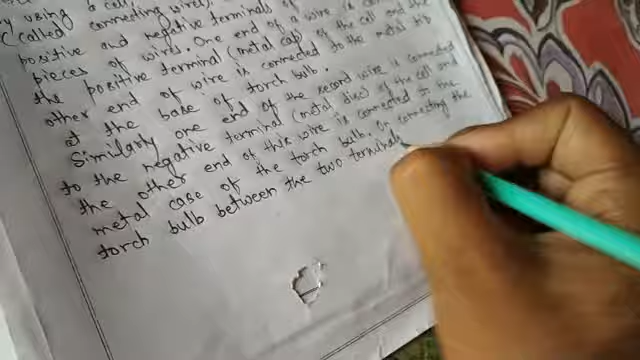 y using a cell
(called connecting wires).
positive and negative terminals of
pieces of wires. One end of a wire is
the positive terminal (metal cap) of the cell and the
other end of wire is connected to the metal tip
at the base of torch bulb.
Similarly one end of the second wire is connected
to the negative terminal (metal disc) of the cell and
the other end of this wire is connected to the
metal case of the torch bulb. On connecting the
torch bulb between the two terminals